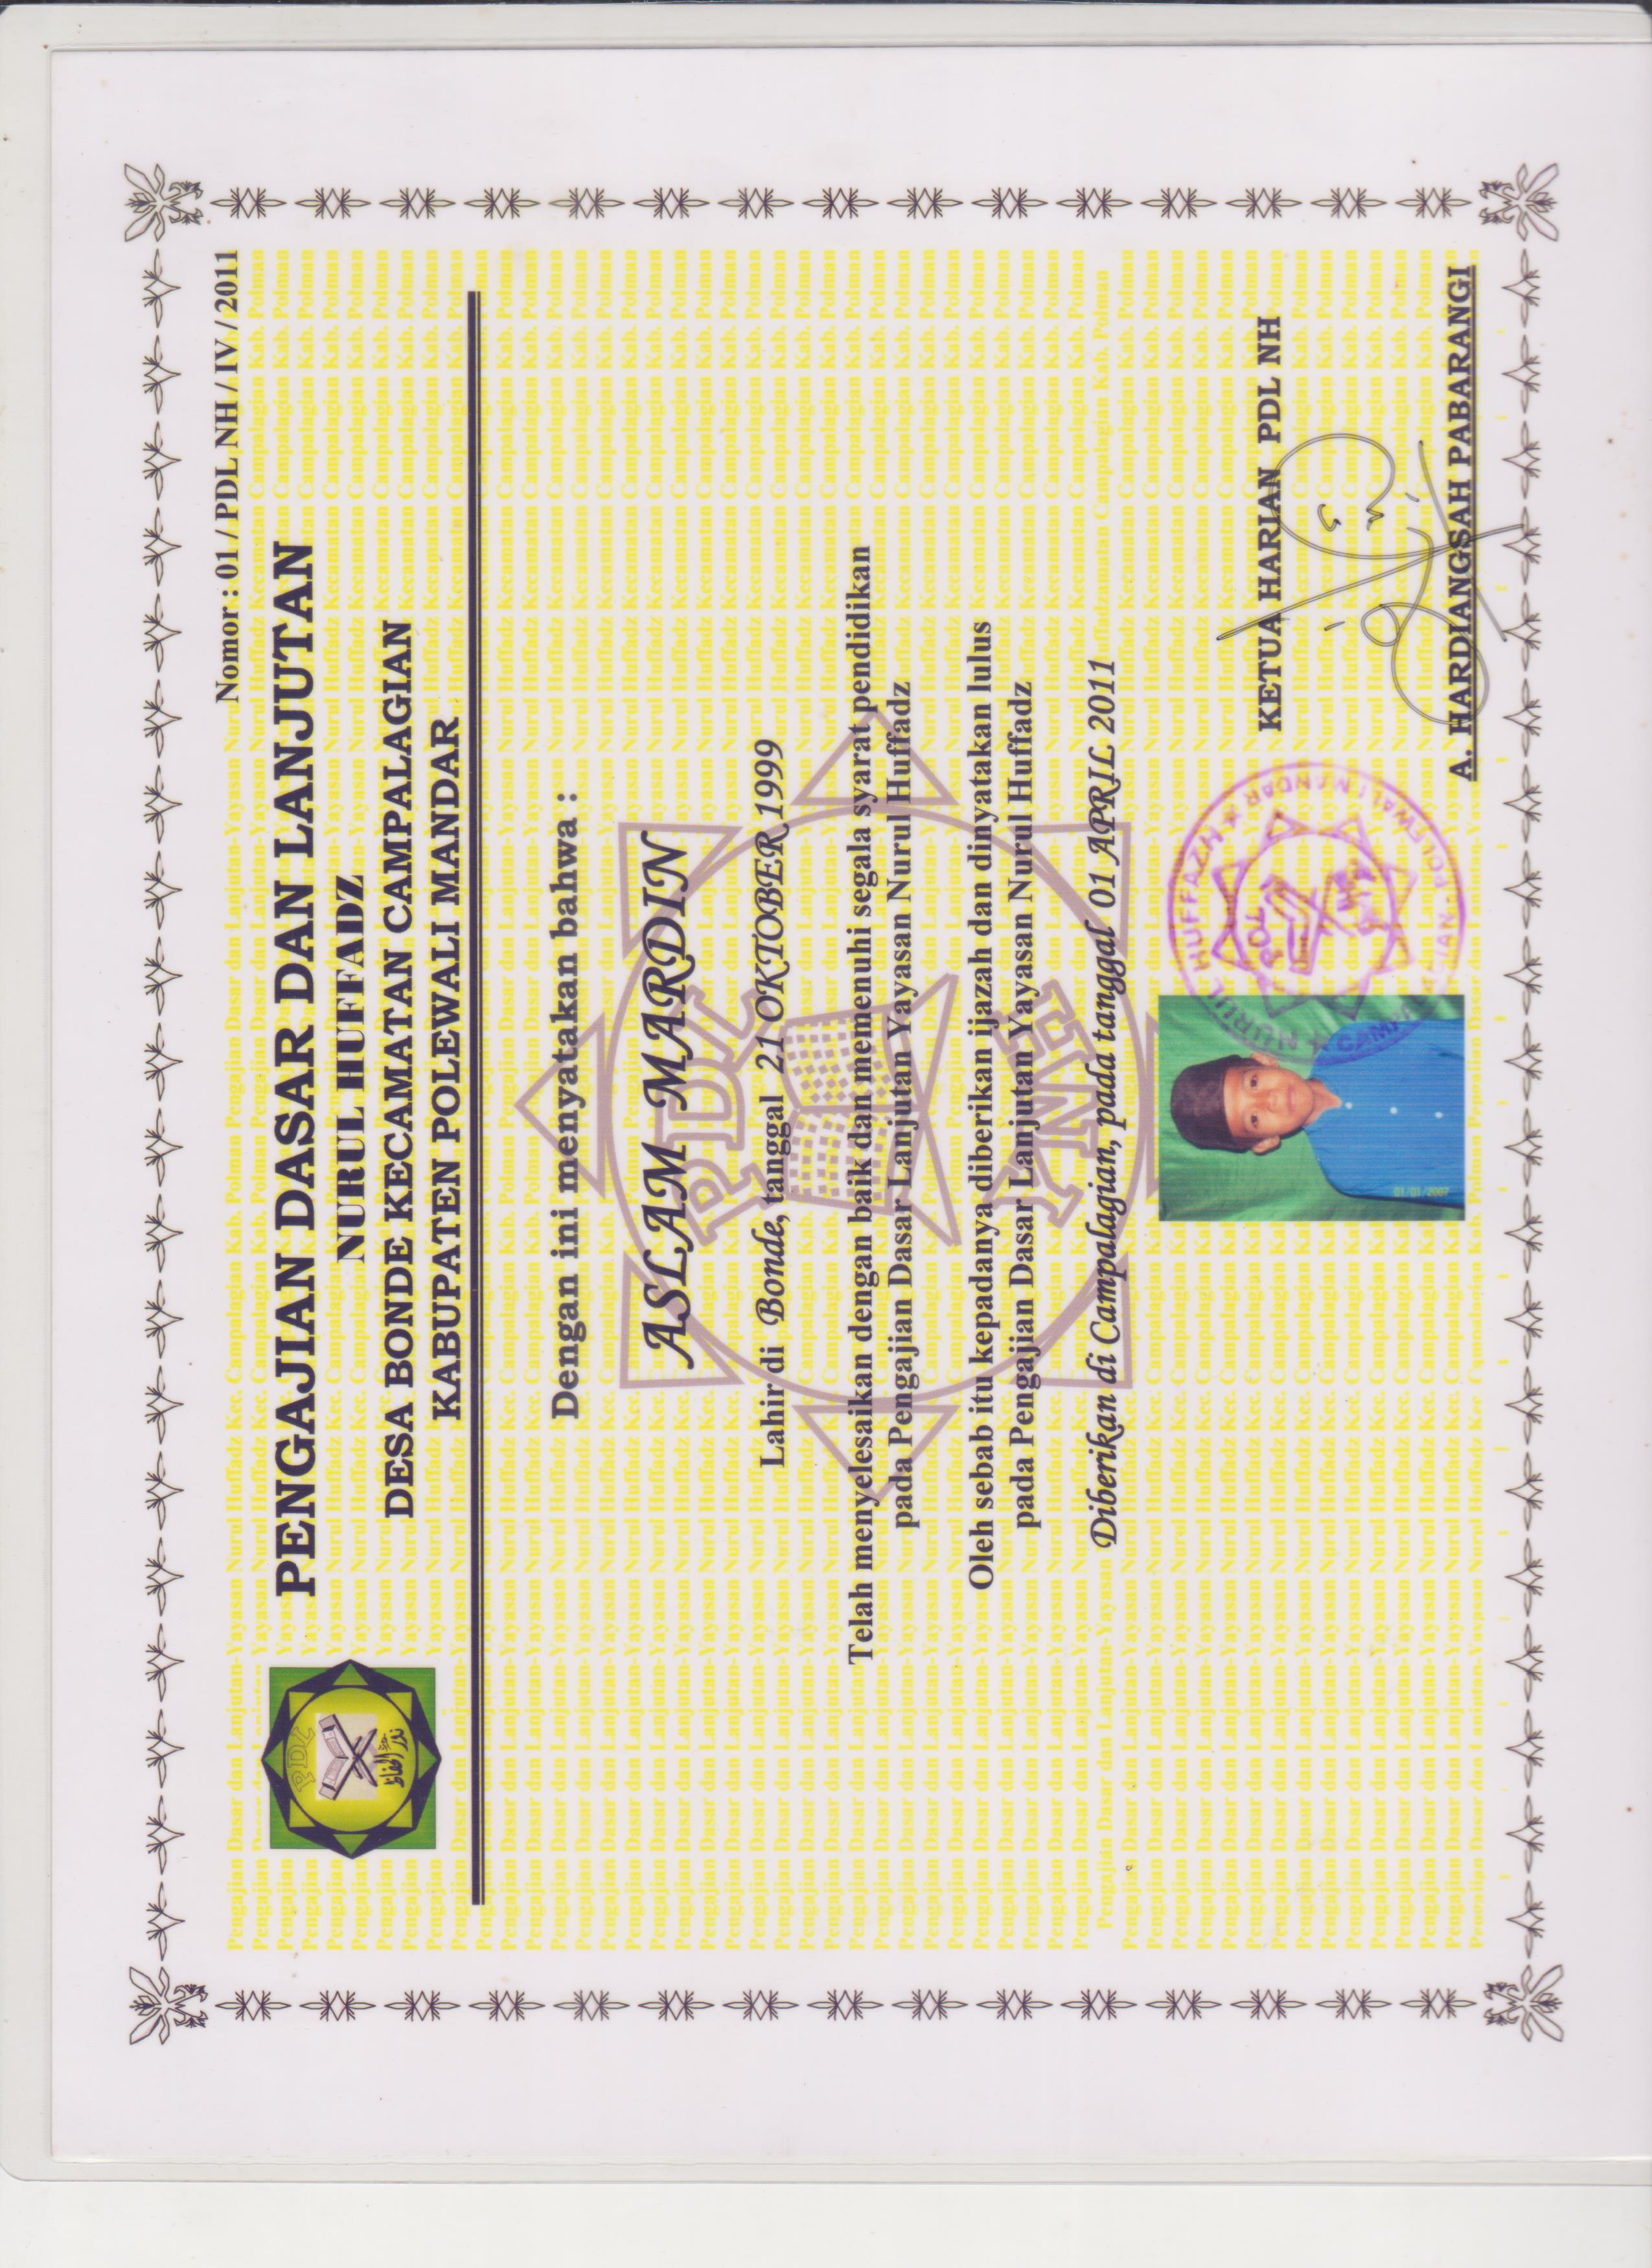 Nomor : 01 / PDL NH / IV / 2011
PENGAJIAN DASAR DAN LANJUTAN
NURUL HUFFADZ
DESA BONDE KECAMATAN CAMPALAGIAN
KABUPATEN POLEWALI MANDAR
PDL
نور الحفاظ
Dengan ini menyatakan bahwa :
ASLAM MARDIN
Lahir di Bonde, tanggal 21 OKTOBER 1999
Telah menyelesaikan dengan baik dan memenuhi segala syarat pendidikan
pada Pengajian Dasar Lanjutan Yayasan Nurul Huffadz
Oleh sebab itu kepadanya diberikan ijazah dan dinyatakan lulus
pada Pengajian Dasar Lanjutan Yayasan Nurul Huffadz
Diberikan di Campalagian, pada tanggal 01 APRIL 2011
KETUA HARIAN PDL NH
NURUL HUFFAZH
PDL
01/01/2007
A. HARDIANGSAH PABARANGI